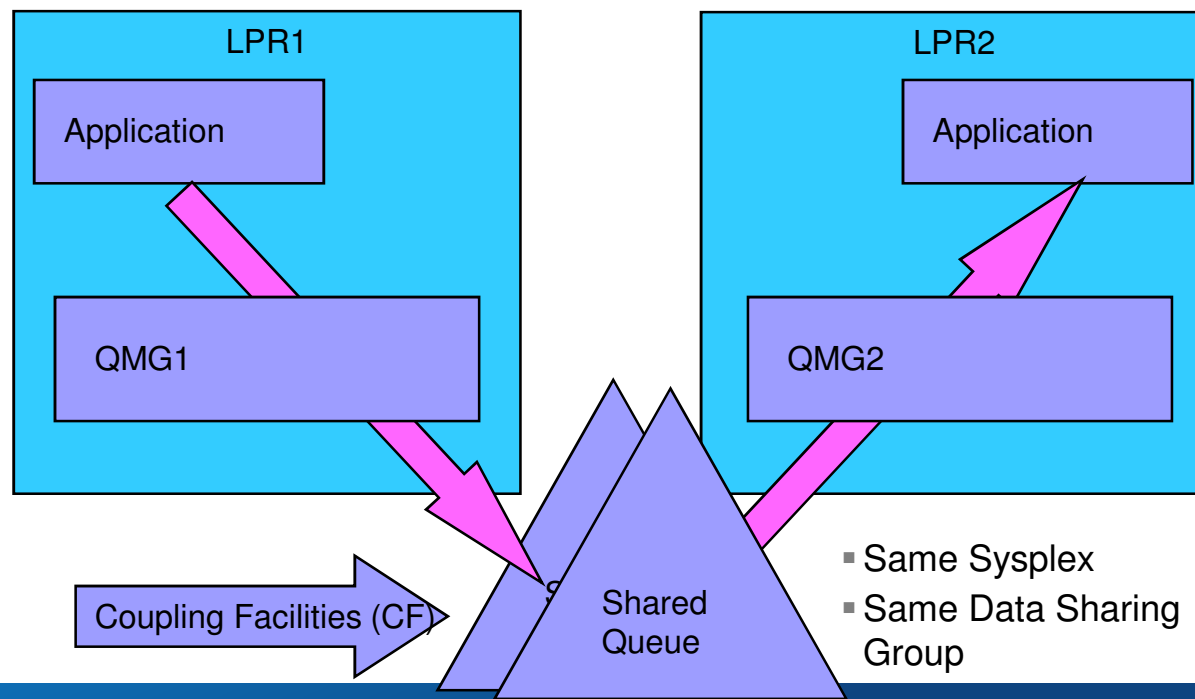 LPR1
Application
QMG1
LPR2
Application
QMG2
Coupling Facilities (CF)
S
Shared
Queue
▪ Same Sysplex
▪ Same Data Sharing
Group